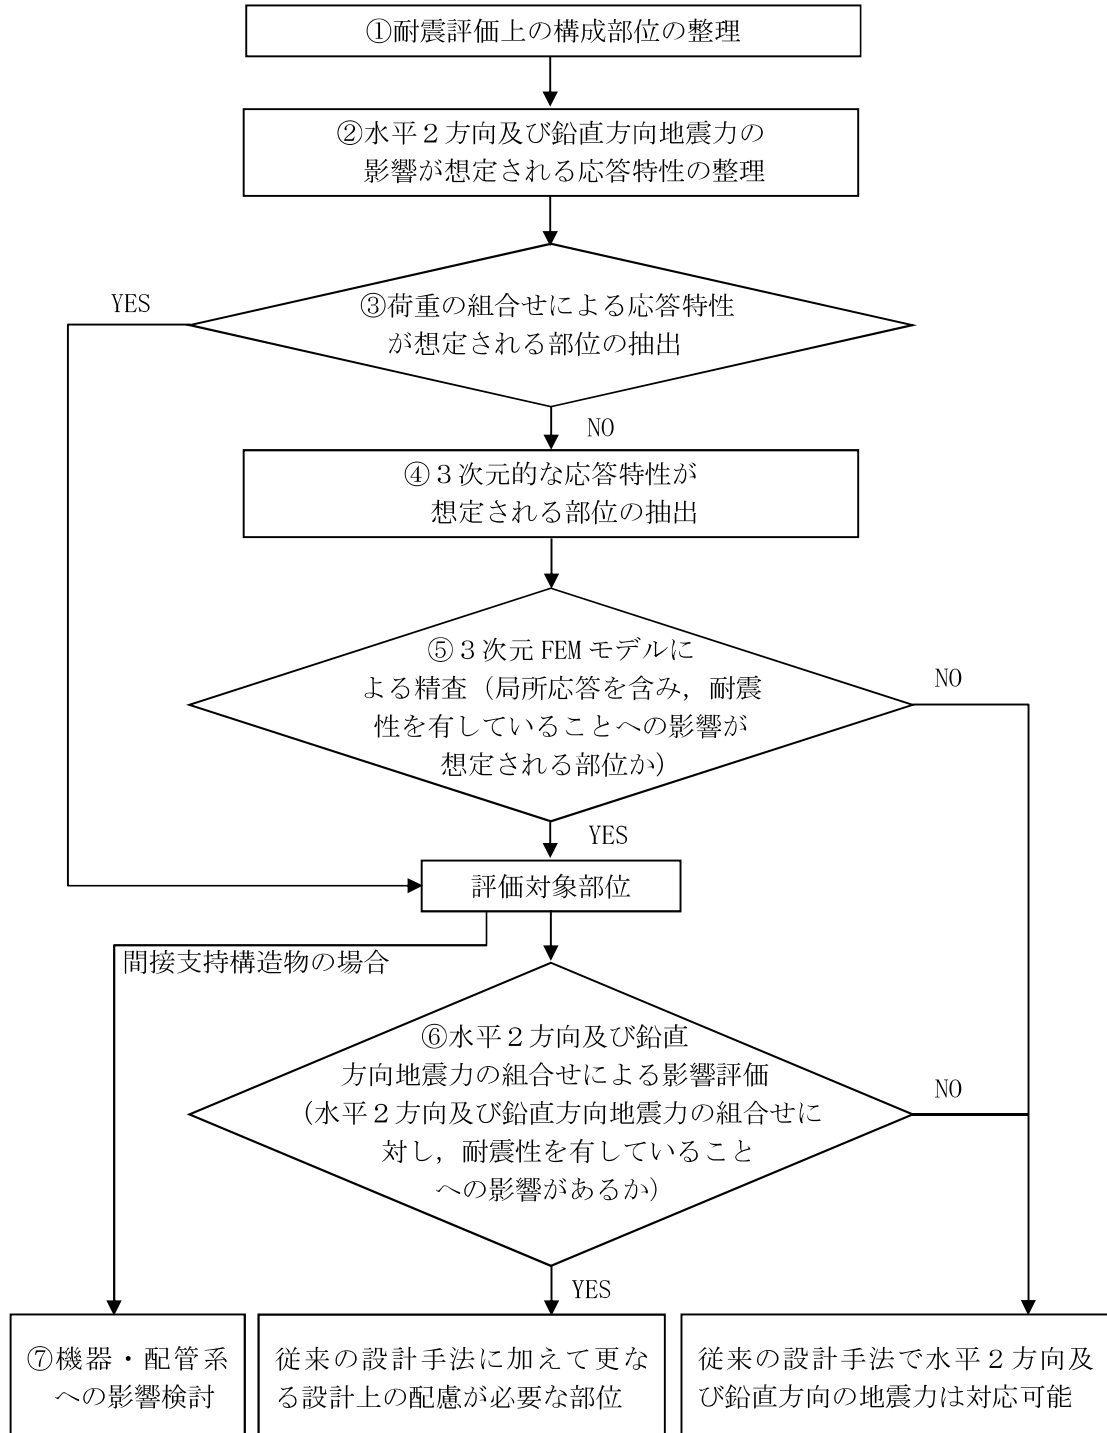 ①耐震評価上の構成部位の整理
②水平２方向及び鉛直方向地震力の
影響が想定される応答特性の整理
YES
③荷重の組合せによる応答特性
が想定される部位の抽出
NO
④３次元的な応答特性が
想定される部位の抽出
⑤３次元 FEM モデルに
よる精査（局所応答を含み，耐震
性を有していることへの影響が
想定される部位か）
NO
YES
評価対象部位
間接支持構造物の場合
⑥水平２方向及び鉛直
方向地震力の組合せによる影響評価
（水平２方向及び鉛直方向地震力の組合せに
対し，耐震性を有していること
への影響があるか）
NO
YES
⑦機器・配管系
への影響検討
従来の設計手法に加えて更な
る設計上の配慮が必要な部位
従来の設計手法で水平２方向及
び鉛直方向の地震力は対応可能